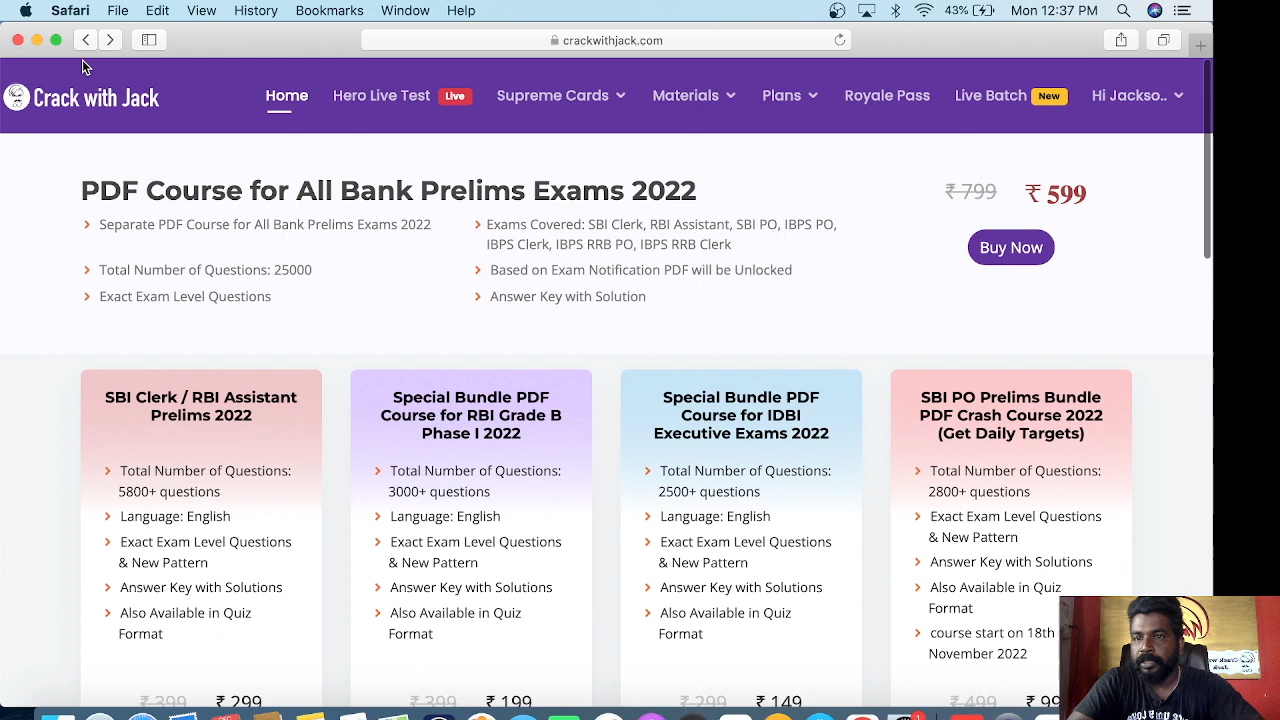 Safari File Edit View History Bookmarks Window Help 43% Mon 12:37 PM
crackwithjack.com
Crack with Jack Home Hero Live Test Live Supreme Cards Materials Plans Royale Pass Live Batch New Hi Jackso..
PDF Course for All Bank Prelims Exams 2022
₹ 799 ₹ 599
Separate PDF Course for All Bank Prelims Exams 2022
Exams Covered: SBI Clerk, RBI Assistant, SBI PO, IBPS PO,
IBPS Clerk, IBPS RRB PO, IBPS RRB Clerk
Buy Now
Total Number of Questions: 25000
Based on Exam Notification PDF will be Unlocked
Exact Exam Level Questions
Answer Key with Solution
SBI Clerk / RBI Assistant
Prelims 2022
Total Number of Questions:
5800+ questions
Language: English
Exact Exam Level Questions
& New Pattern
Answer Key with Solutions
Also Available in Quiz
Format
₹ 399 ₹ 299
Special Bundle PDF
Course for RBI Grade B
Phase I 2022
Total Number of Questions:
3000+ questions
Language: English
Exact Exam Level Questions
& New Pattern
Answer Key with Solutions
Also Available in Quiz
Format
₹ 399 ₹ 199
Special Bundle PDF
Course for IDBI
Executive Exams 2022
Total Number of Questions:
2500+ questions
Language: English
Exact Exam Level Questions
& New Pattern
Answer Key with Solutions
Also Available in Quiz
Format
₹ 299 ₹ 149
SBI PO Prelims Bundle
PDF Crash Course 2022
(Get Daily Targets)
Total Number of Questions:
2800+ questions
Exact Exam Level Questions
& New Pattern
Answer Key with Solutions
Also Available in Quiz
Format
course start on 18th
November 2022
₹ 499 ₹ 99